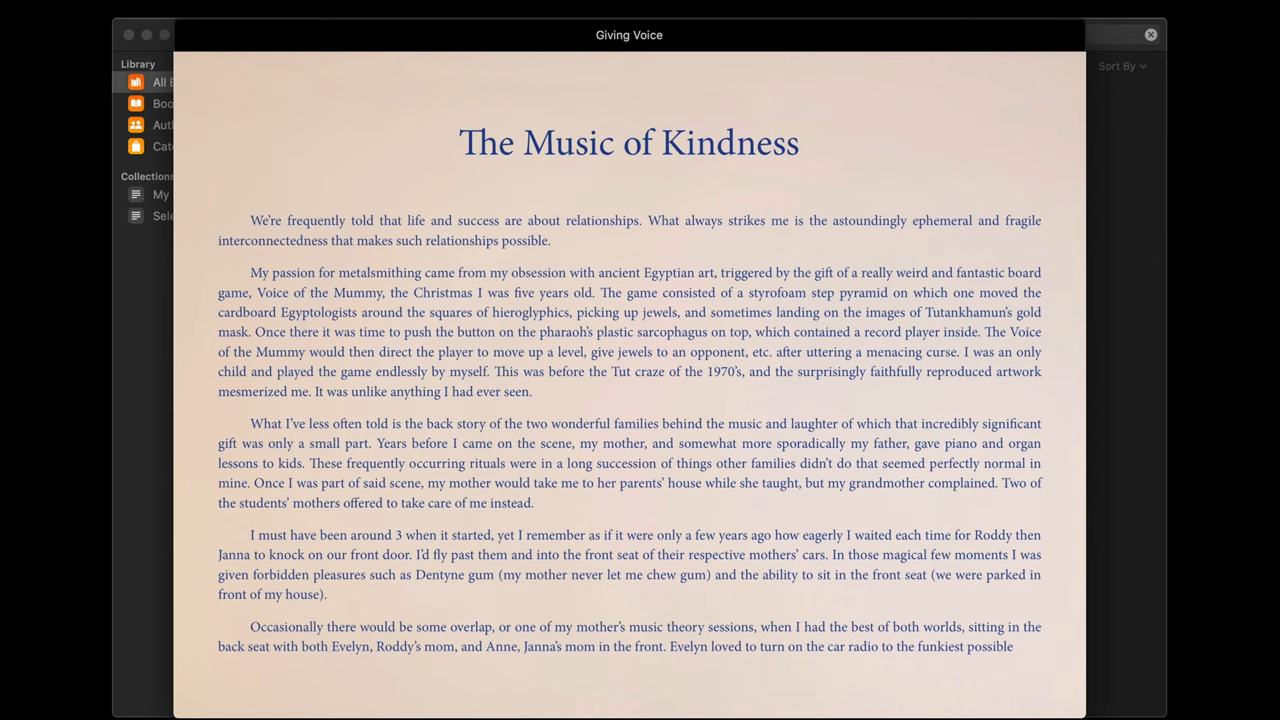 Giving Voice
Library
All
Boo
Aut
Cate
Collections
My
Sele
Sort By
The Music of Kindness
We’re frequently told that life and success are about relationships. What always strikes me is the astoundingly ephemeral and fragile
interconnectedness that makes such relationships possible.
My passion for metalsmithing came from my obsession with ancient Egyptian art, triggered by the gift of a really weird and fantastic board
game, Voice of the Mummy, the Christmas I was five years old. The game consisted of a styrofoam step pyramid on which one moved the
cardboard Egyptologists around the squares of hieroglyphics, picking up jewels, and sometimes landing on the images of Tutankhamun’s gold
mask. Once there it was time to push the button on the pharaoh’s plastic sarcophagus on top, which contained a record player inside. The Voice
of the Mummy would then direct the player to move up a level, give jewels to an opponent, etc. after uttering a menacing curse. I was an only
child and played the game endlessly by myself. This was before the Tut craze of the 1970’s, and the surprisingly faithfully reproduced artwork
mesmerized me. It was unlike anything I had ever seen.
What I’ve less often told is the back story of the two wonderful families behind the music and laughter of which that incredibly significant
gift was only a small part. Years before I came on the scene, my mother, and somewhat more sporadically my father, gave piano and organ
lessons to kids. These frequently occurring rituals were in a long succession of things other families didn’t do that seemed perfectly normal in
mine. Once I was part of said scene, my mother would take me to her parents’ house while she taught, but my grandmother complained. Two of
the students’ mothers offered to take care of me instead.
I must have been around 3 when it started, yet I remember as if it were only a few years ago how eagerly I waited each time for Roddy then
Janna to knock on our front door. I’d fly past them and into the front seat of their respective mothers’ cars. In those magical few moments I was
given forbidden pleasures such as Dentyne gum (my mother never let me chew gum) and the ability to sit in the front seat (we were parked in
front of my house).
Occasionally there would be some overlap, or one of my mother’s music theory sessions, when I had the best of both worlds, sitting in the
back seat with both Evelyn, Roddy’s mom, and Anne, Janna’s mom in the front. Evelyn loved to turn on the car radio to the funkiest possible